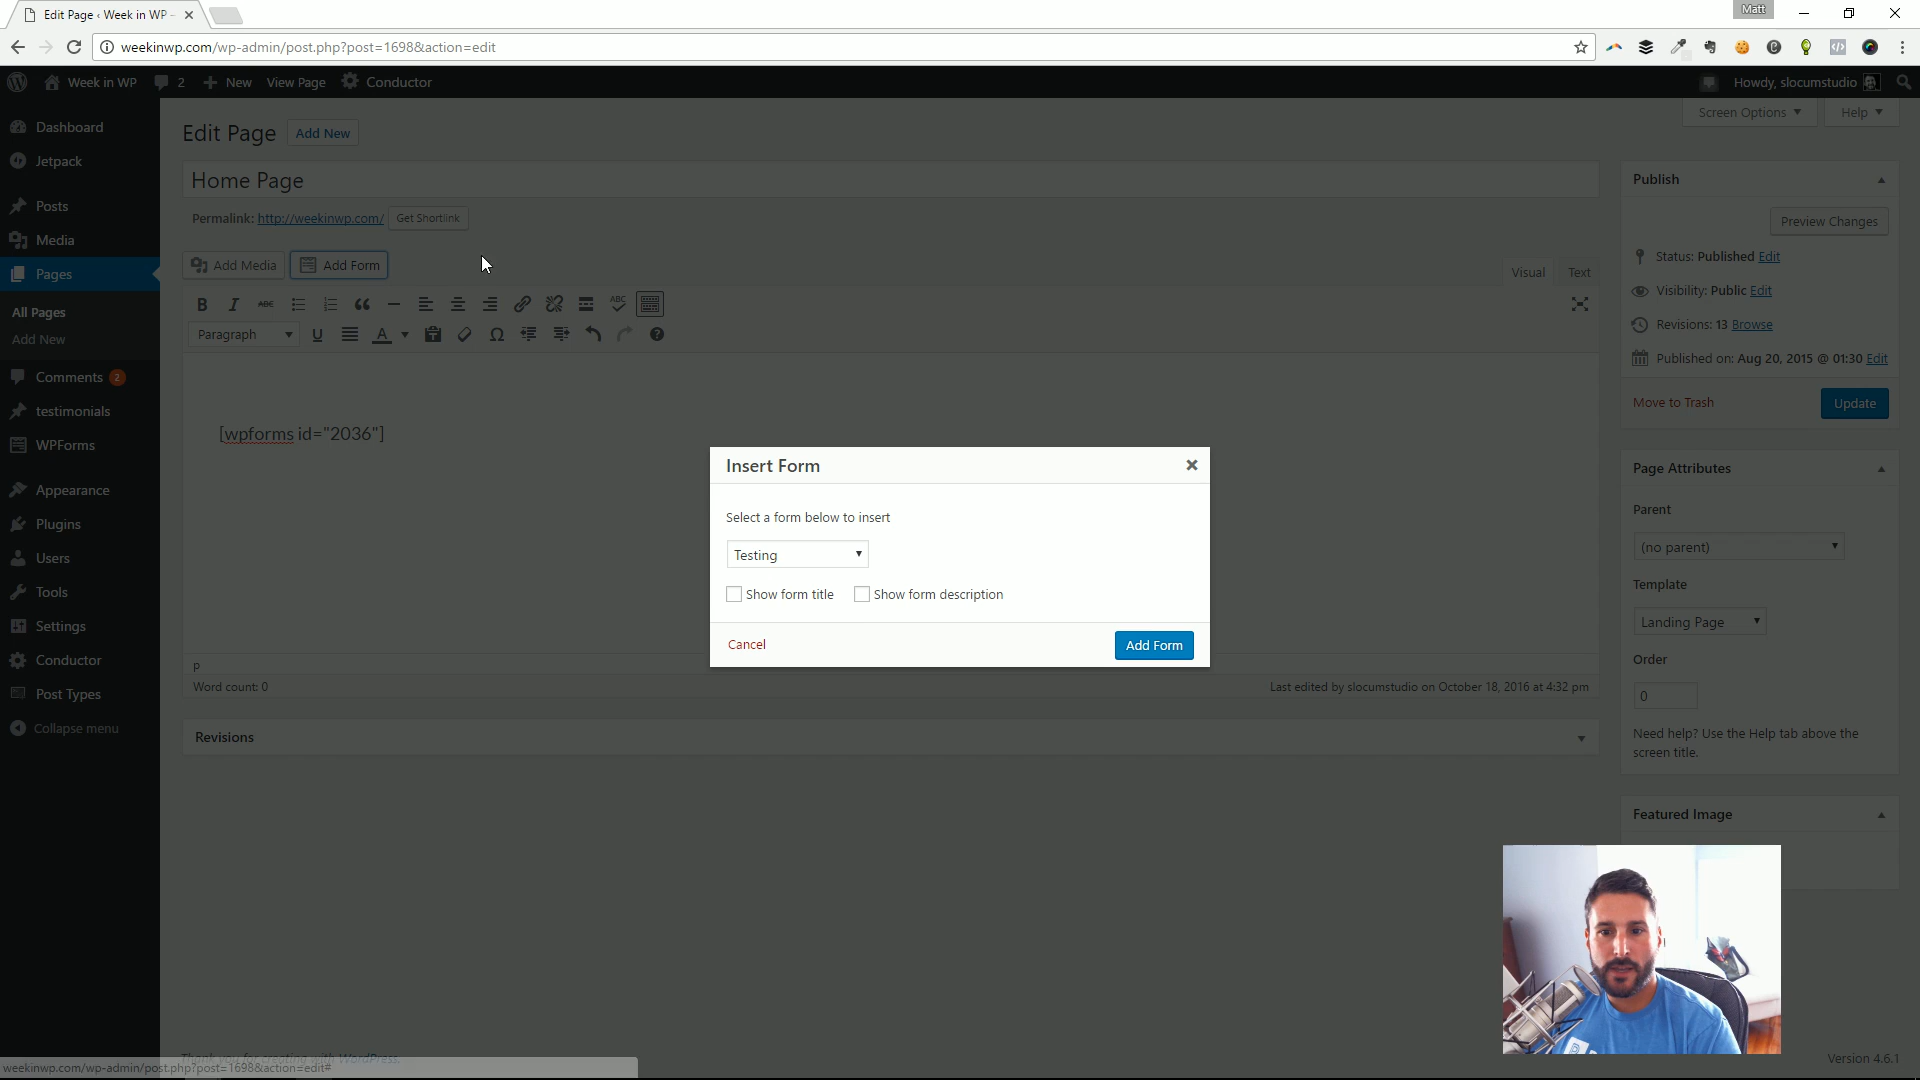 Edit Page ‹ Week in WP –
Matt
weekinwp.com/wp-admin/post.php?post=1698&action=edit
Week in WP 2 New View Page Conductor Howdy, slocumstudio
Screen Options Help
Dashboard
Jetpack
Posts
Media
Pages
All Pages
Add New
Comments 2
testimonials
WPForms
Appearance
Plugins
Users
Tools
Settings
Conductor
Post Types
Collapse menu
Edit Page Add New
Home Page
Permalink: http://weekinwp.com/ Get Shortlink
Add Media Add Form
Visual Text
B I ABC ABC
Paragraph U A Ω
[wpforms id="2036"]
p
Word count: 0 Last edited by slocumstudio on October 18, 2016 at 4:32 pm
Revisions
Insert Form
Select a form below to insert
Testing
Show form title Show form description
Cancel Add Form
Publish
Preview Changes
Status: Published Edit
Visibility: Public Edit
Revisions: 13 Browse
Published on: Aug 20, 2015 @ 01:30 Edit
Move to Trash Update
Page Attributes
Parent
(no parent)
Template
Landing Page
Order
0
Need help? Use the Help tab above the
screen title.
Featured Image
Thank you for creating with WordPress.
Version 4.6.1
weekinwp.com/wp-admin/post.php?post=1698&action=edit#